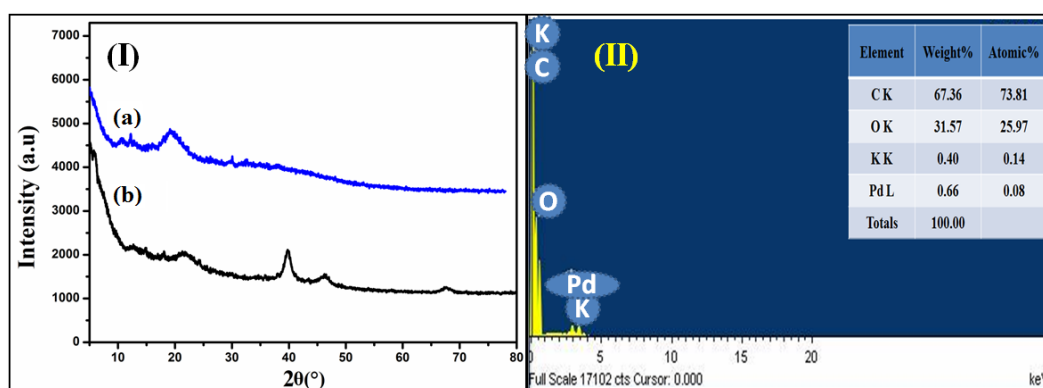 (I)
(a)
(b)
Intensity (a.u)
7000
6000
5000
4000
3000
2000
1000
0
10 20 30 40 50 60 70 80
2θ(°)
(II)
K
C
O
Pd
K
Element Weight% Atomic%
C K 67.36 73.81
O K 31.57 25.97
K K 0.40 0.14
Pd L 0.66 0.08
Totals 100.00
0 5 10 15 20
Full Scale 17102 cts Cursor: 0.000
keV